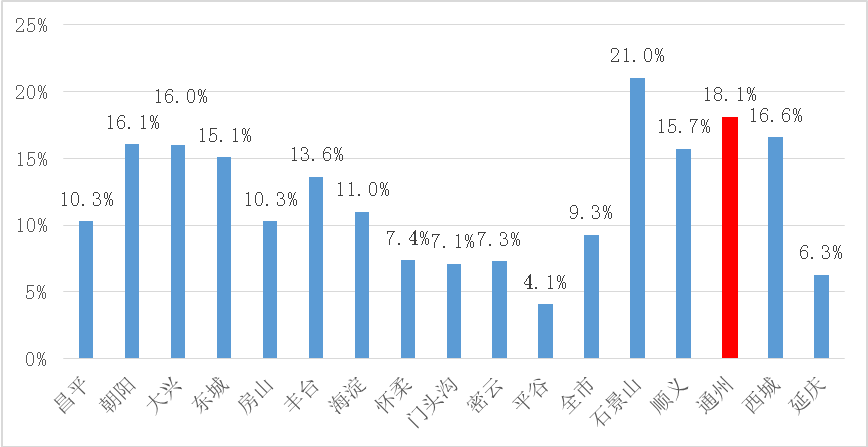 25%
20%
15%
10%
5%
0%
10.3%
16.1%
16.0%
15.1%
10.3%
13.6%
11.0%
7.4%
7.1%
7.3%
4.1%
9.3%
21.0%
15.7%
18.1%
16.6%
6.3%
昌平
朝阳
大兴
东城
房山
丰台
海淀
怀柔
门头沟
密云
平谷
全市
石景山
顺义
通州
西城
延庆